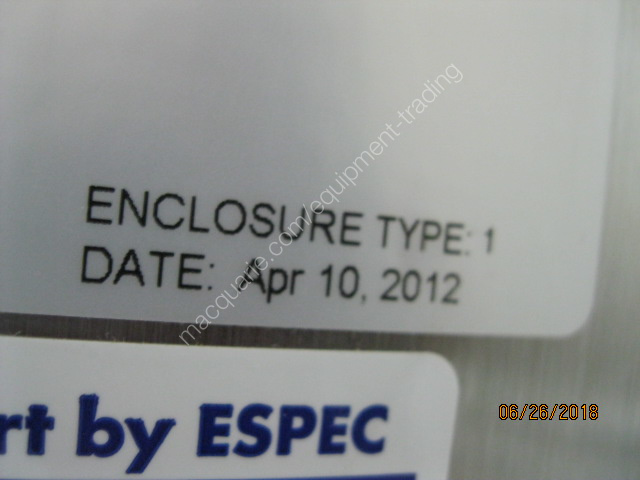 ENCLOSURE TYPE: 1
DATE: Apr 10, 2012
macquarie.com/equipment-trading
rt by ESPEC
06/26/2018